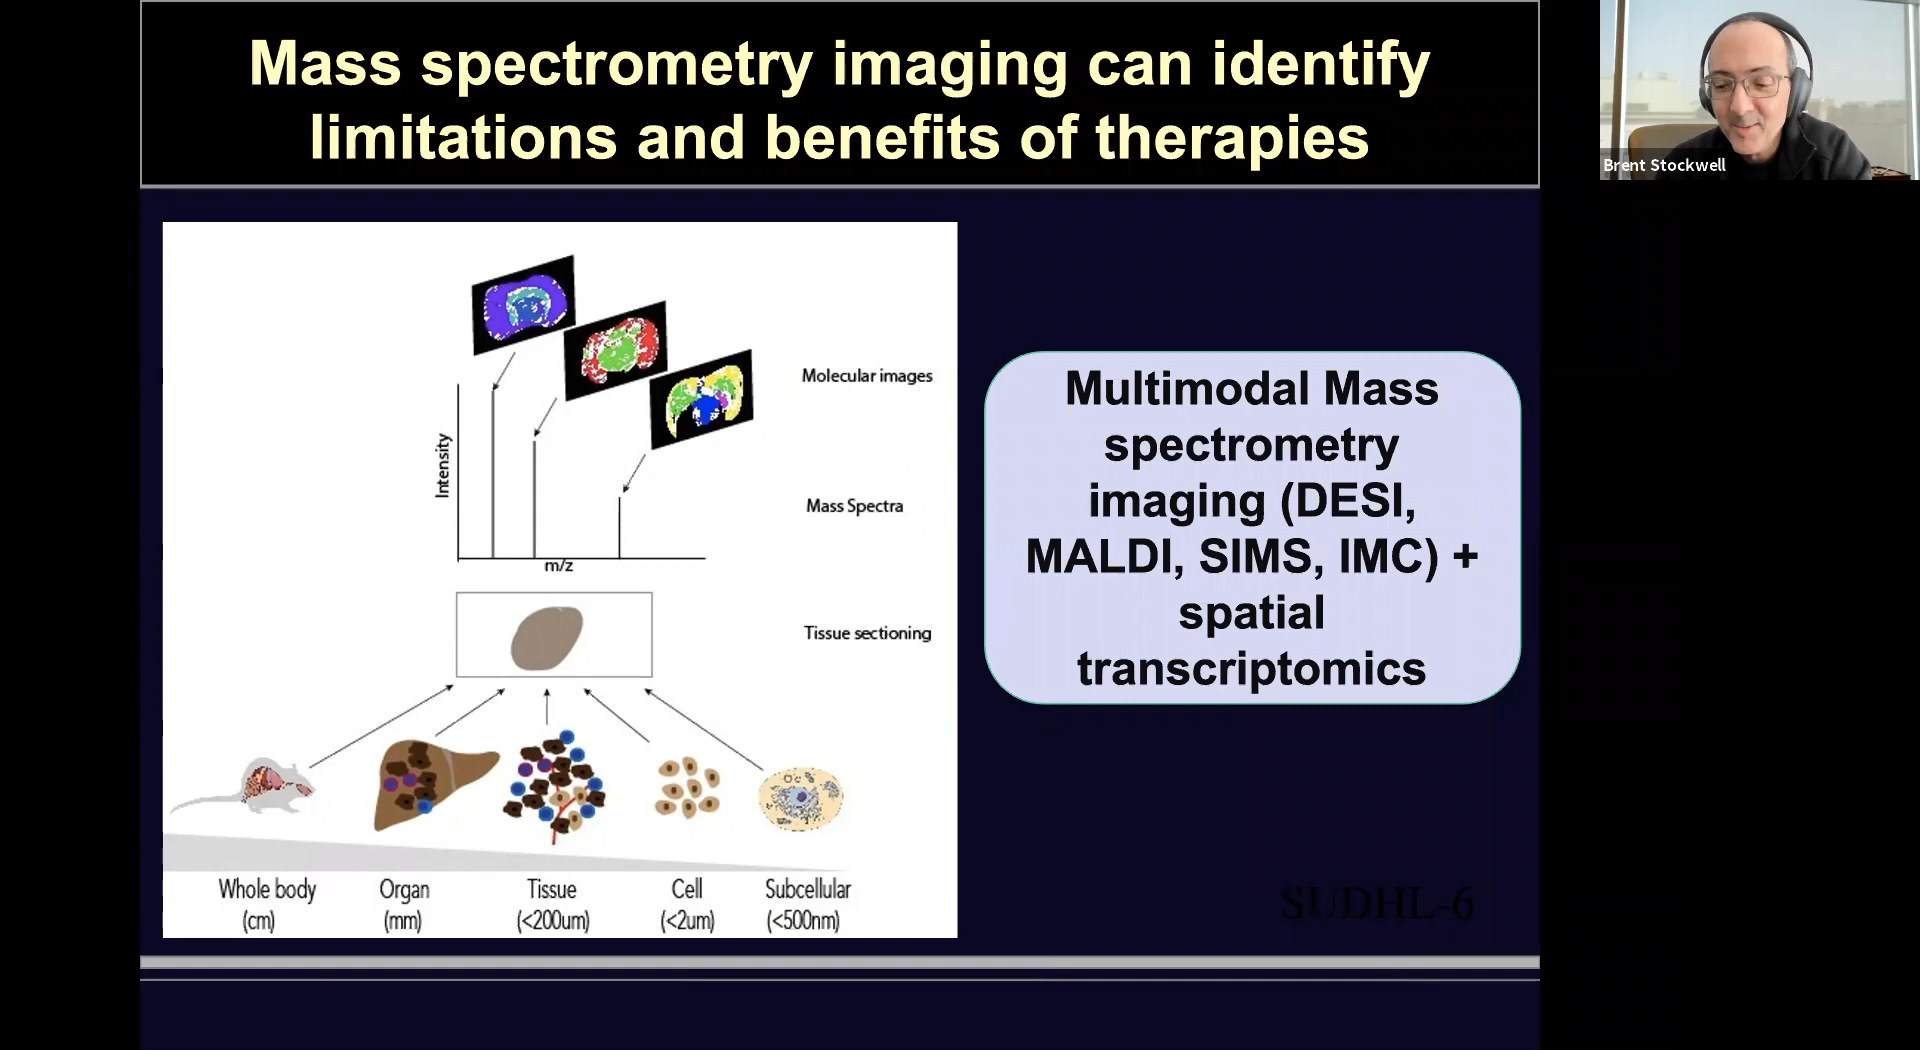 Mass spectrometry imaging can identify
limitations and benefits of therapies
Brent Stockwell
Molecular images
Intensity
Mass Spectra
m/z
Tissue sectioning
Whole body
(cm)
Organ
(mm)
Tissue
(<200um)
Cell
(<2um)
Subcellular
(<500nm)
Multimodal Mass
spectrometry
imaging (DESI,
MALDI, SIMS, IMC) +
spatial
transcriptomics
SUDHL-6